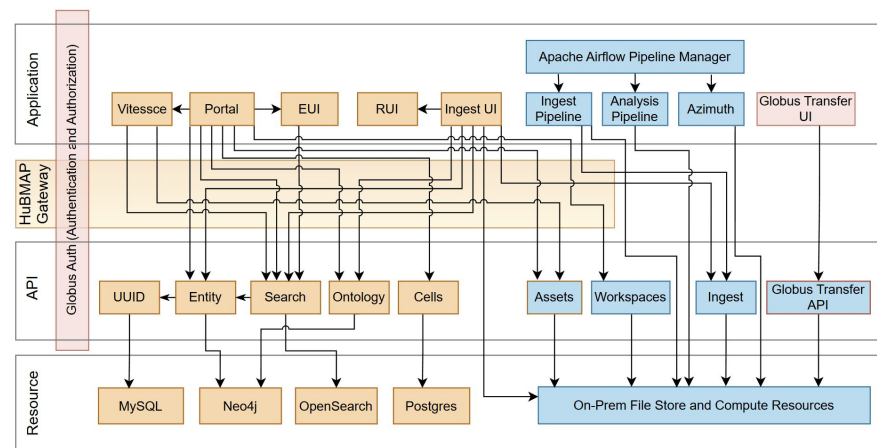 Apache Airflow Pipeline Manager
Application
Vitessce
Portal
EUI
RUI
Ingest UI
Ingest
Pipeline
Analysis
Pipeline
Azimuth
Globus Transfer
UI
Globus Auth (Authentication and Authorization)
HuBMAP
Gateway
API
UUID
Entity
Search
Ontology
Cells
Assets
Workspaces
Ingest
Globus Transfer
API
Resource
MySQL
Neo4j
OpenSearch
Postgres
On-Prem File Store and Compute Resources